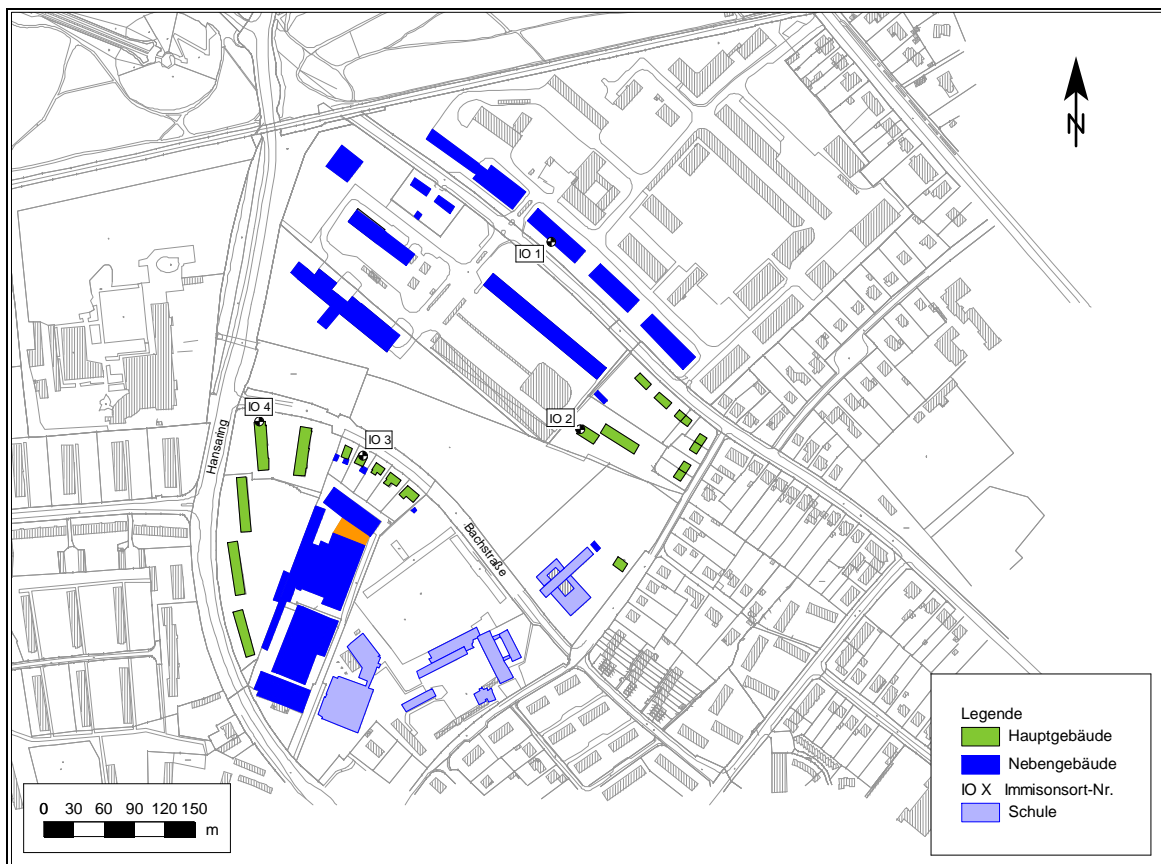 N
IO 1
IO 2
IO 4
IO 3
Hansaring
Bachstraße
Legende
Hauptgebäude
Nebengebäude
IO X Immisonsort-Nr.
Schule
0 30 60 90 120 150
m